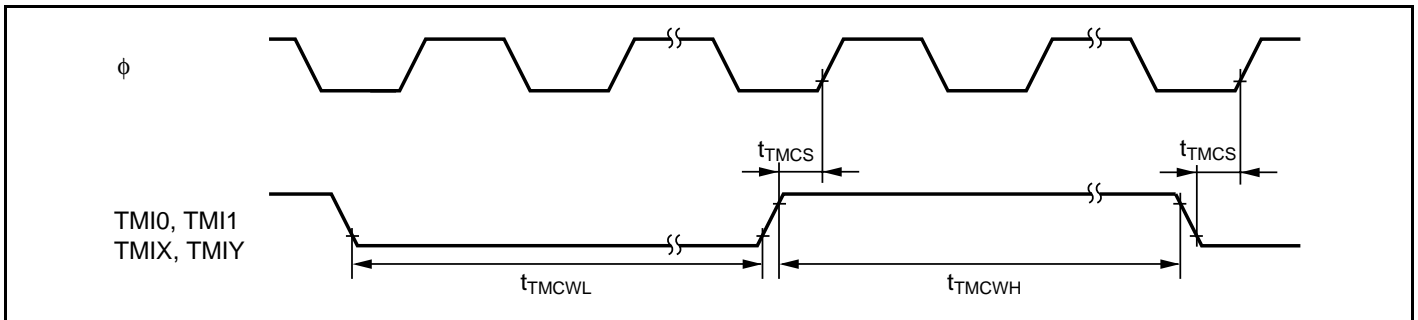 ϕ
tTMCS
tTMCS
TMI0, TMI1
TMIX, TMIY
tTMCWL
tTMCWH